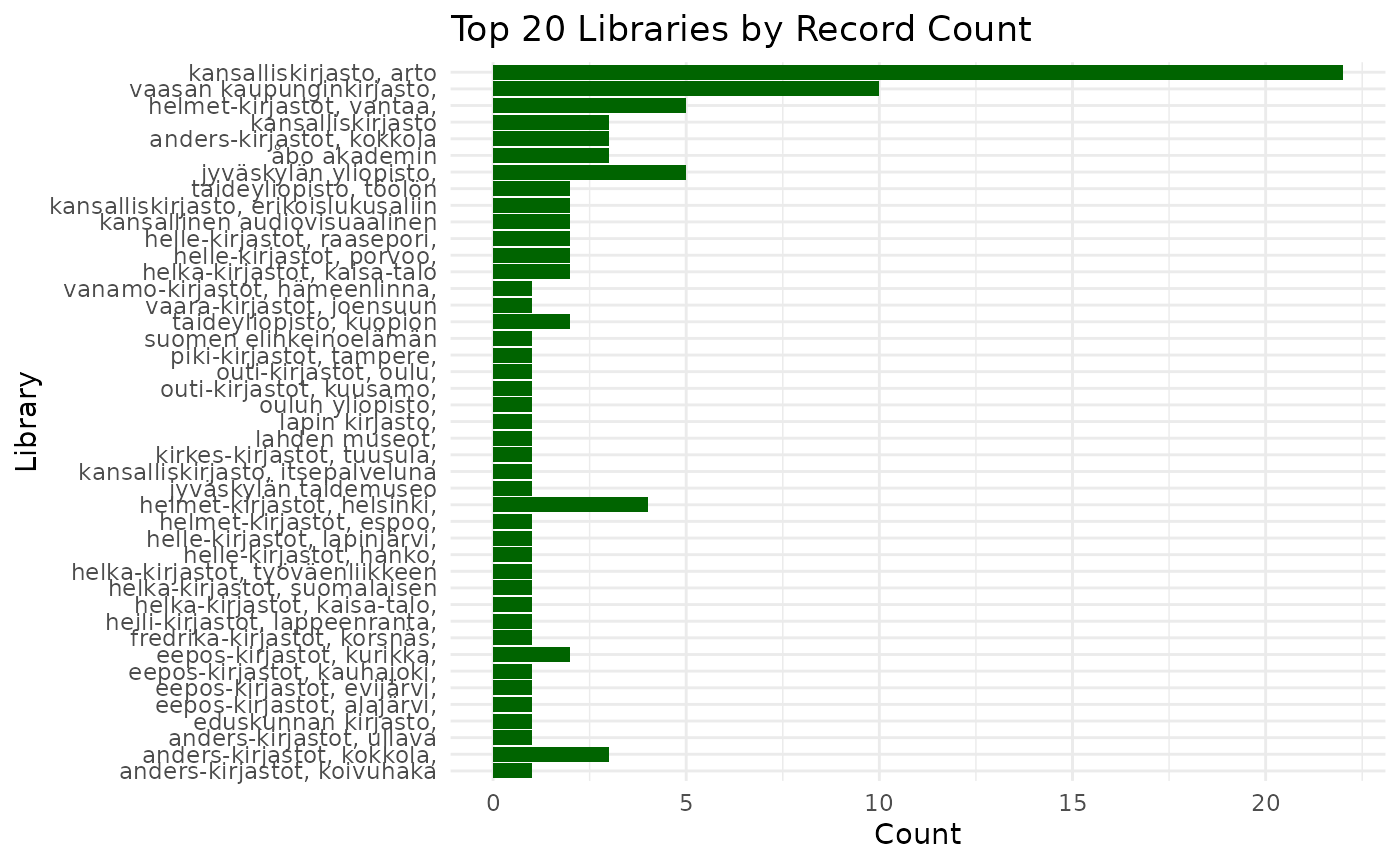 Top 20 Libraries by Record Count
kansalliskirjasto, arto
vaasan kaupunginkirjasto,
helmet-kirjastot, vantaa,
kansalliskirjasto
anders-kirjastot, kokkola
åbo akademin
jyväskylän yliopisto,
taideyliopisto, töölön
kansalliskirjasto, erikoislukusaliin
kansallinen audiovisuaalinen
helle-kirjastot, raasepori,
helle-kirjastot, porvoo,
helka-kirjastot, kaisa-talo
vanamo-kirjastot, hämeenlinna,
vaara-kirjastot, joensuun
taideyliopisto, kuopion
suomen elinkeinoelämän
piki-kirjastot, tampere,
outi-kirjastot, oulu,
outi-kirjastot, kuusamo,
oulun yliopisto,
lapin kirjasto,
lahden museot,
kirkes-kirjastot, tuusula,
kansalliskirjasto, itsepalveluna
jyväskylän taidemuseo
helmet-kirjastot, helsinki,
helmet-kirjastot, espoo,
helle-kirjastot, lapinjärvi,
helle-kirjastot, hanko,
helka-kirjastot, työväenliikkeen
helka-kirjastot, suomalaisen
helka-kirjastot, kaisa-talo,
heili-kirjastot, lappeenranta,
fredrika-kirjastot, korsnäs,
eepos-kirjastot, kurikka,
eepos-kirjastot, kauhajoki,
eepos-kirjastot, evijärvi,
eepos-kirjastot, alajärvi,
eduskunnan kirjasto,
anders-kirjastot, ullava
anders-kirjastot, kokkola,
anders-kirjastot, koivuhaka
Library
0 5 10 15 20
Count